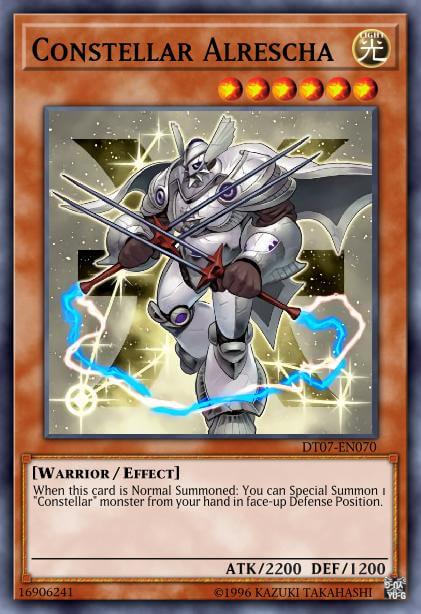 CONSTELLAR ALRESCHA
LIGHT
光
DT07-EN070
[WARRIOR / EFFECT]
When this card is Normal Summoned: You can Special Summon 1
"Constellar" monster from your hand in face-up Defense Position.
ATK/2200 DEF/1200
16906241
©1996 KAZUKI TAKAHASHI